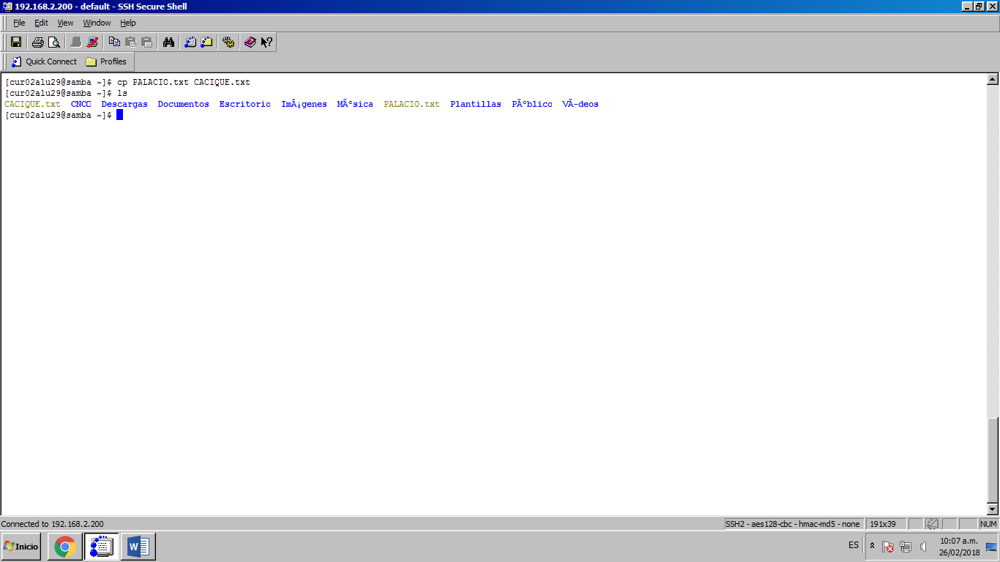 192.168.2.200 - default - SSH Secure Shell
File Edit View Window Help
Quick Connect Profiles
[cur02alu29@samba ~]$ cp PALACIO.txt CACIQUE.txt
[cur02alu29@samba ~]$ ls
CACIQUE.txt CNCC Descargas Documentos Escritorio ImÃ¡genes MÃºsica PALACIO.txt Plantillas PÃºblico VÃ-deos
[cur02alu29@samba ~]$
Connected to 192.168.2.200 SSH2 - aes128-cbc - hmac-md5 - none 191x39 NUM
Inicio ES 10:07 a.m.
26/02/2018